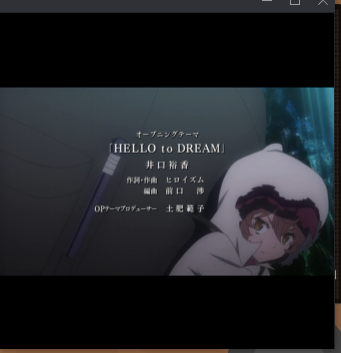 オープニングテーマ
「HELLO to DREAM」
井口裕香
作詞・作曲 ヒロイズム
編曲 前口 渉
OPテーマプロデューサー 土肥範子